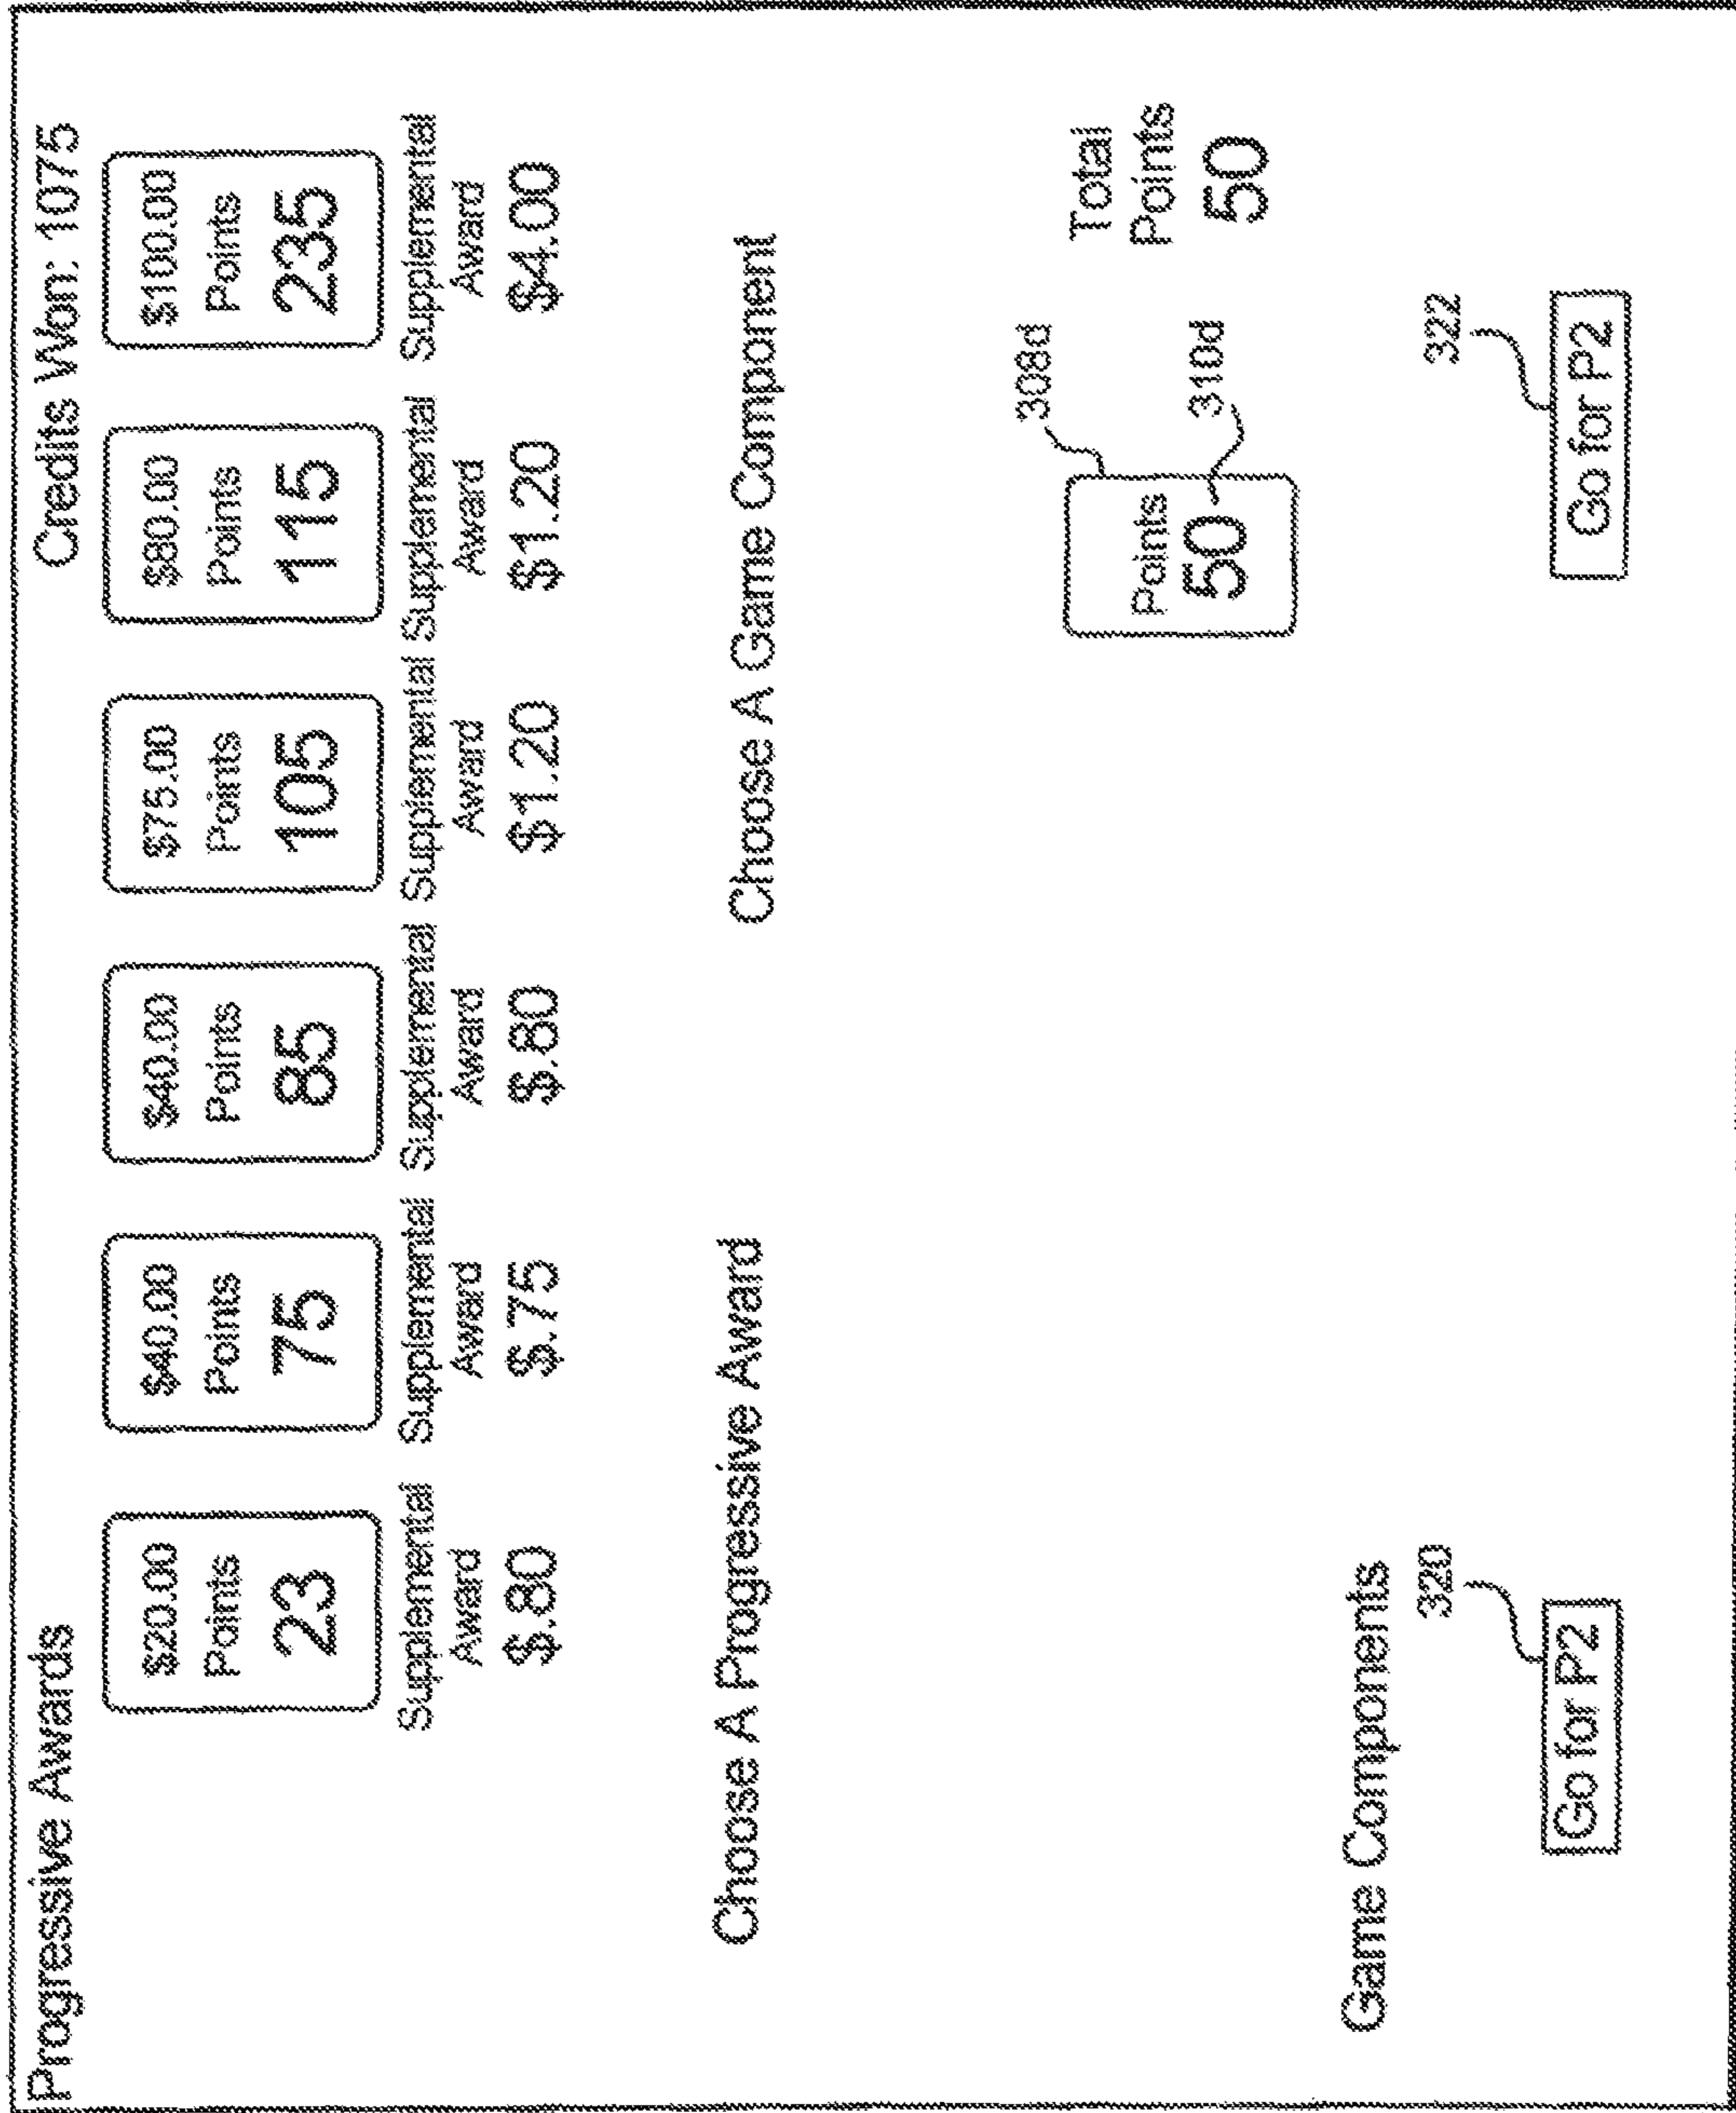 Progressive Awards
Credits Won: 1075
$20.00
Points
23
Supplemental
Award
$.80
$40.00
Points
75
Supplemental
Award
$.75
$40.00
Points
85
Supplemental
Award
$.80
$75.00
Points
105
Supplemental
Award
$1.20
$80.00
Points
115
Supplemental
Award
$1.20
$100.00
Points
235
Supplemental
Award
$4.00
Choose A Progressive Award
Choose A Game Component
308d
Points
50
310d
Total
Points
50
Game Components
320
Go for P2
322
Go for P2